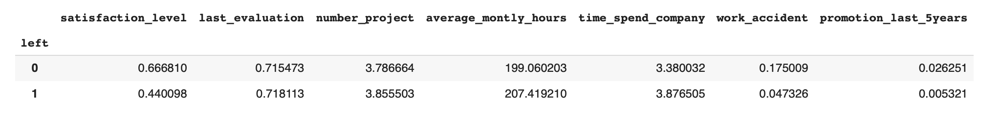 satisfaction_level last_evaluation number_project average_montly_hours time_spend_company work_accident promotion_last_5years
left
0 0.666810 0.715473 3.786664 199.060203 3.380032 0.175009 0.026251
1 0.440098 0.718113 3.855503 207.419210 3.876505 0.047326 0.005321